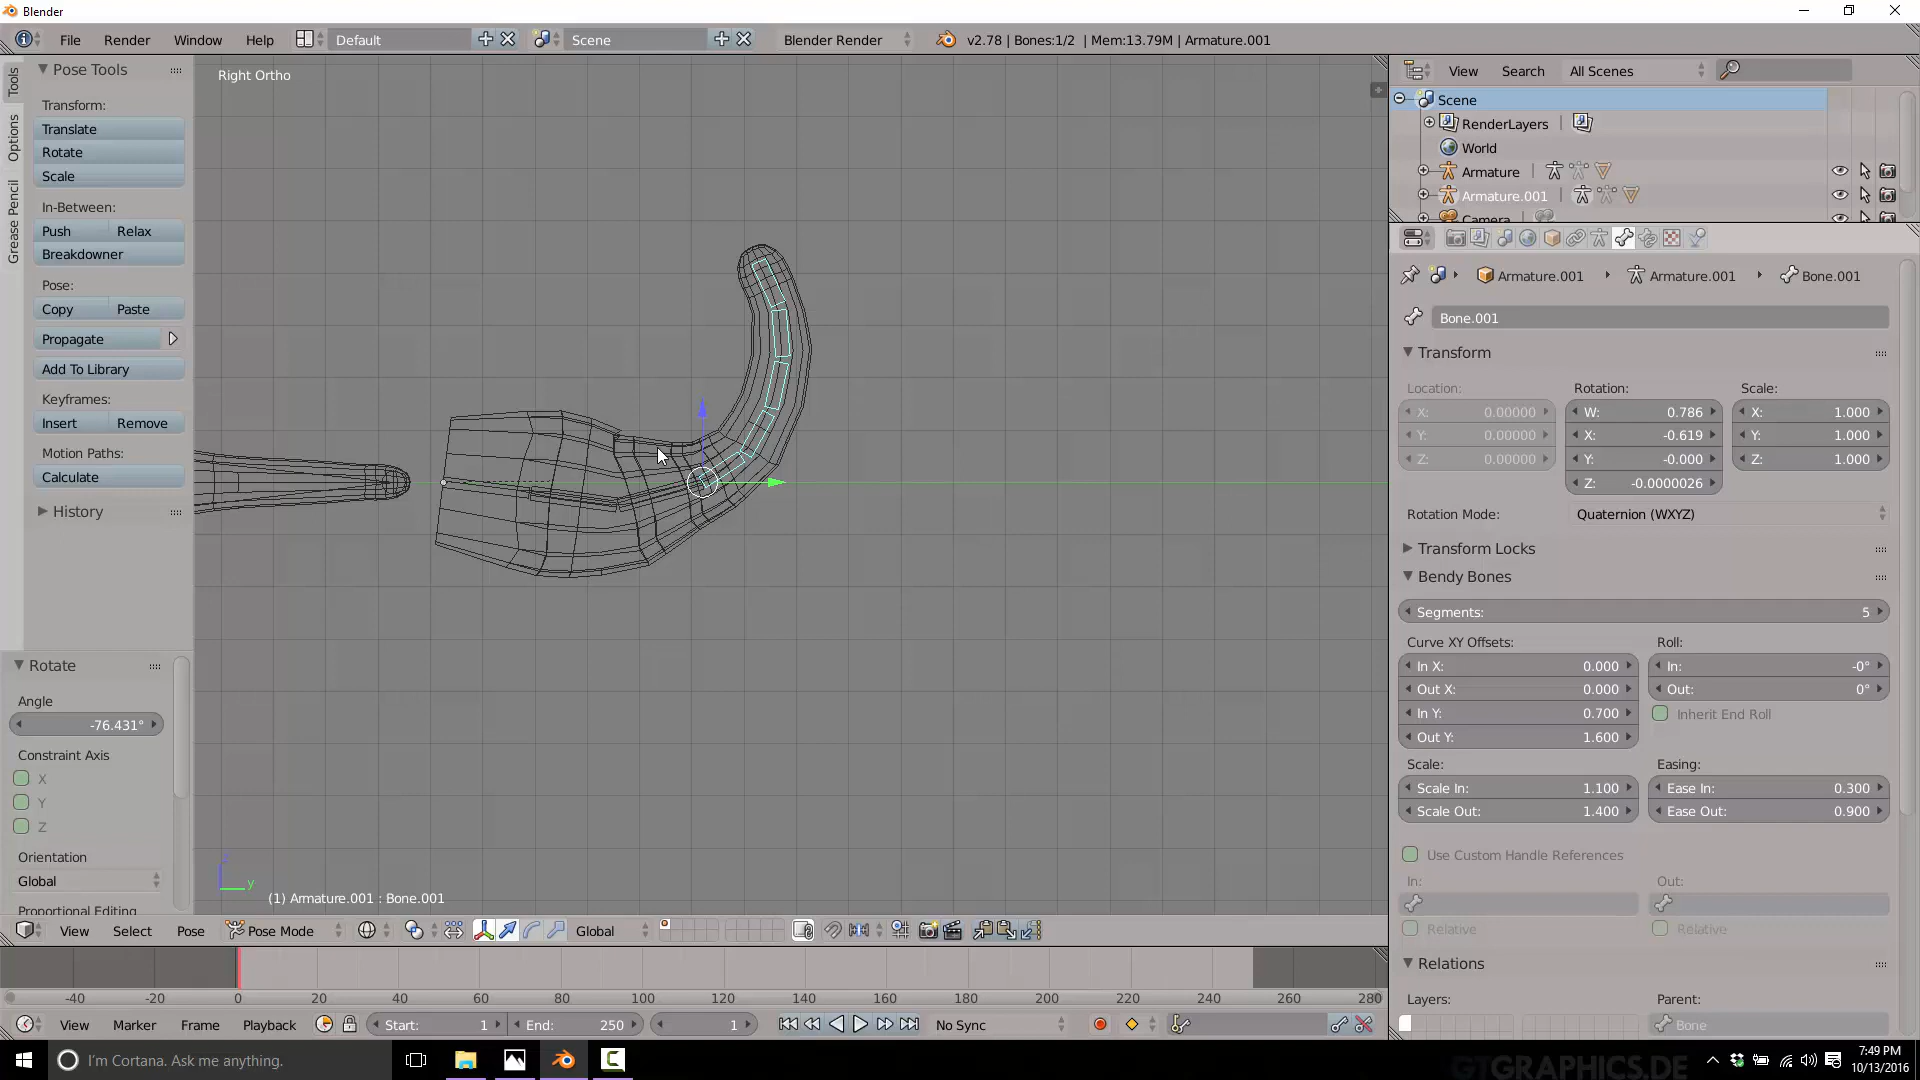 Blender
File Render Window Help Default Scene Blender Render v2.78 | Bones:1/2 | Mem:13.79M | Armature.001
Tools
Options
Grease Pencil
Pose Tools
Transform:
Translate
Rotate
Scale
In-Between:
Push Relax
Breakdowner
Pose:
Copy Paste
Propagate
Add To Library
Keyframes:
Insert Remove
Motion Paths:
Calculate
History
Rotate
Angle
-76.431°
Constraint Axis
X
Y
Z
Orientation
Global
Proportional Editing
Right Ortho
z
y
(1) Armature.001 : Bone.001
View Select Pose Pose Mode Global
-40 -20 0 20 40 60 80 100 120 140 160 180 200 220 240 260 280
View Marker Frame Playback Start: 1 End: 250 1 No Sync
View Search All Scenes
Scene
RenderLayers |
World
Armature |
Armature.001 |
Camera |
Armature.001 Armature.001 Bone.001
Bone.001
Transform
Location: Rotation: Scale:
X: 0.00000 W: 0.786 X: 1.000
Y: 0.00000 X: -0.619 Y: 1.000
Z: 0.00000 Y: -0.000 Z: 1.000
Z: -0.0000026
Rotation Mode: Quaternion (WXYZ)
Transform Locks
Bendy Bones
Segments: 5
Curve XY Offsets: Roll:
In X: 0.000 In: -0°
Out X: 0.000 Out: 0°
In Y: 0.700 Inherit End Roll
Out Y: 1.600
Scale: Easing:
Scale In: 1.100 Ease In: 0.300
Scale Out: 1.400 Ease Out: 0.900
Use Custom Handle References
In: Out:
Relative Relative
Relations
Layers: Parent:
Bone
I'm Cortana. Ask me anything.
GTGRAPHICS.DE
7:49 PM
10/13/2016